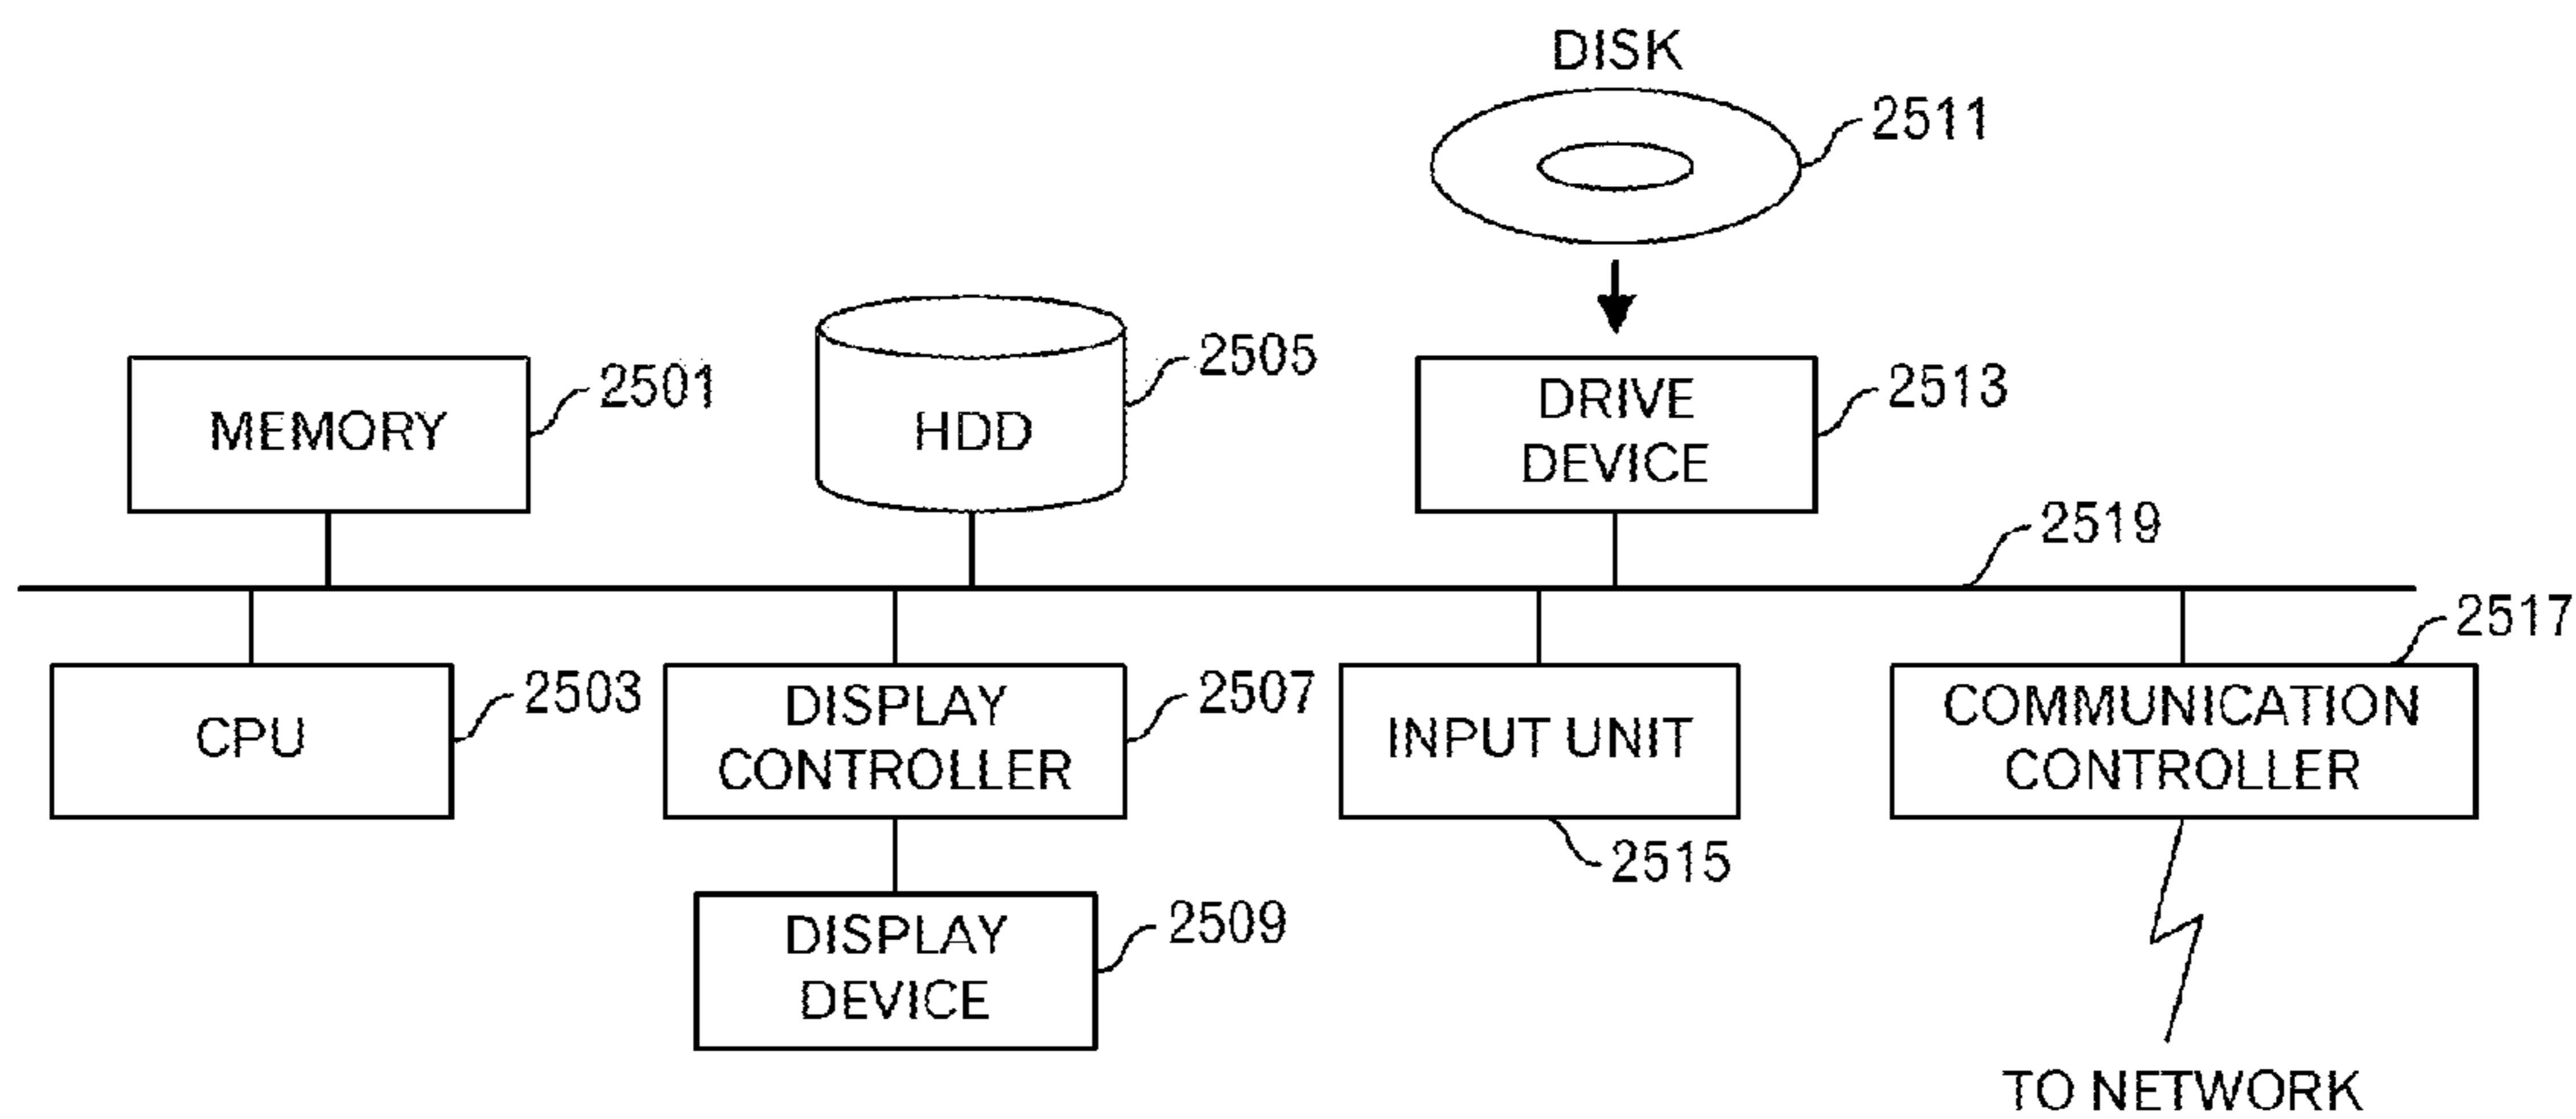 DISK
2511
MEMORY
2501
HDD
2505
DRIVE
DEVICE
2513
2519
CPU
2503
DISPLAY
CONTROLLER
2507
INPUT UNIT
2515
COMMUNICATION
CONTROLLER
2517
DISPLAY
DEVICE
2509
TO NETWORK